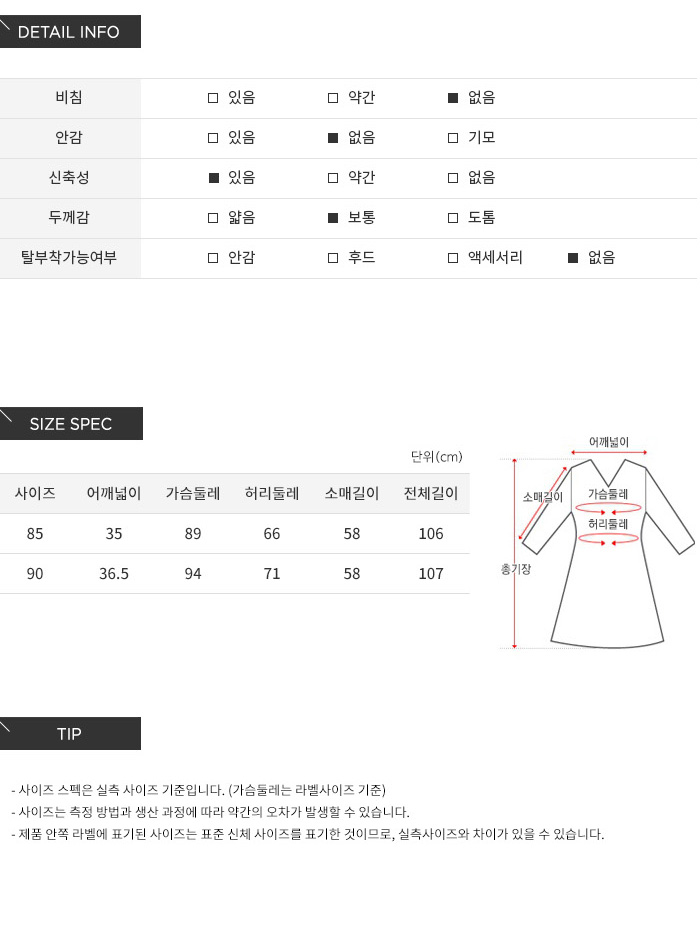 DETAIL INFO
비침 □ 있음 □ 약간 ■ 없음
안감 □ 있음 ■ 없음 □ 기모
신축성 ■ 있음 □ 약간 □ 없음
두께감 □ 얇음 ■ 보통 □ 도톰
탈부착가능여부 □ 안감 □ 후드 □ 액세서리 ■ 없음
SIZE SPEC
단위(cm)
사이즈 어깨넓이 가슴둘레 허리둘레 소매길이 전체길이
85 35 89 66 58 106
90 36.5 94 71 58 107
어깨넓이
소매길이
가슴둘레
허리둘레
총기장
TIP
- 사이즈 스펙은 실측 사이즈 기준입니다. (가슴둘레는 라벨사이즈 기준)
- 사이즈는 측정 방법과 생산 과정에 따라 약간의 오차가 발생할 수 있습니다.
- 제품 안쪽 라벨에 표기된 사이즈는 표준 신체 사이즈를 표기한 것이므로, 실측사이즈와 차이가 있을 수 있습니다.